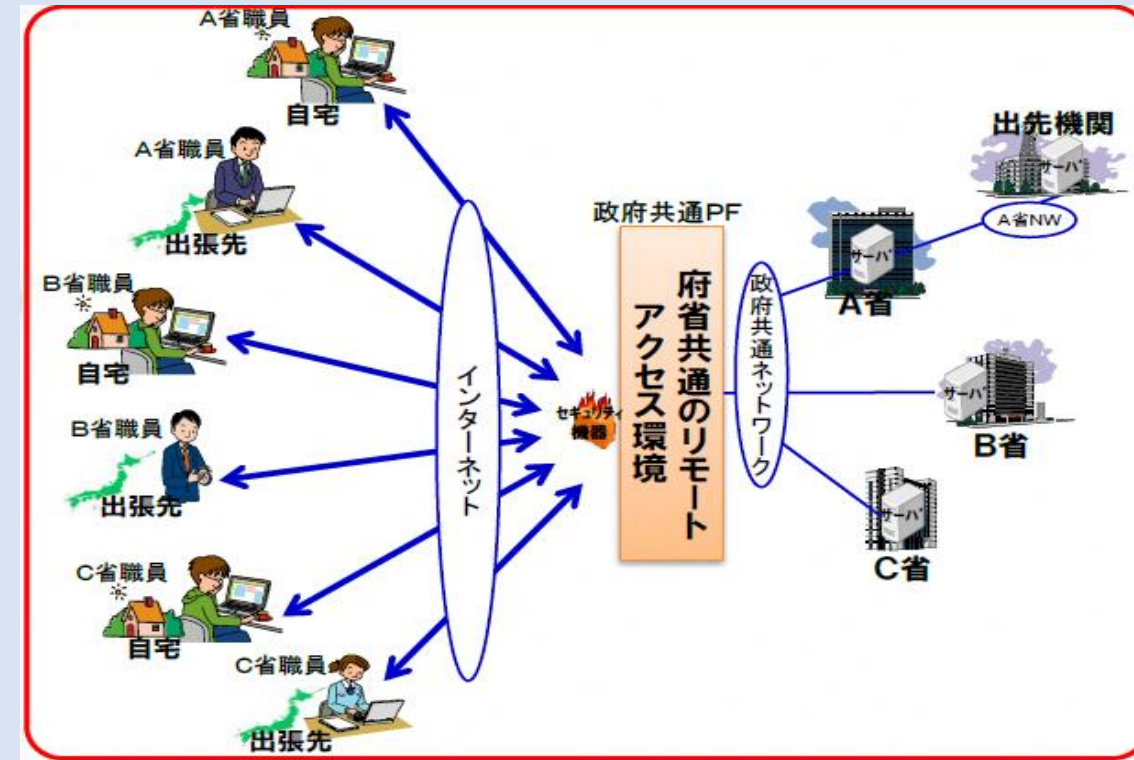 A省職員
自宅
A省職員
出張先
B省職員
自宅
B省職員
出張先
C省職員
自宅
C省職員
出張先
インターネット
セキュリティ
機器
政府共通PF
府省共通のリモート
アクセス環境
政府共通ネットワーク
出先機関
サーバ
A省NW
サーバ
A省
サーバ
B省
サーバ
C省